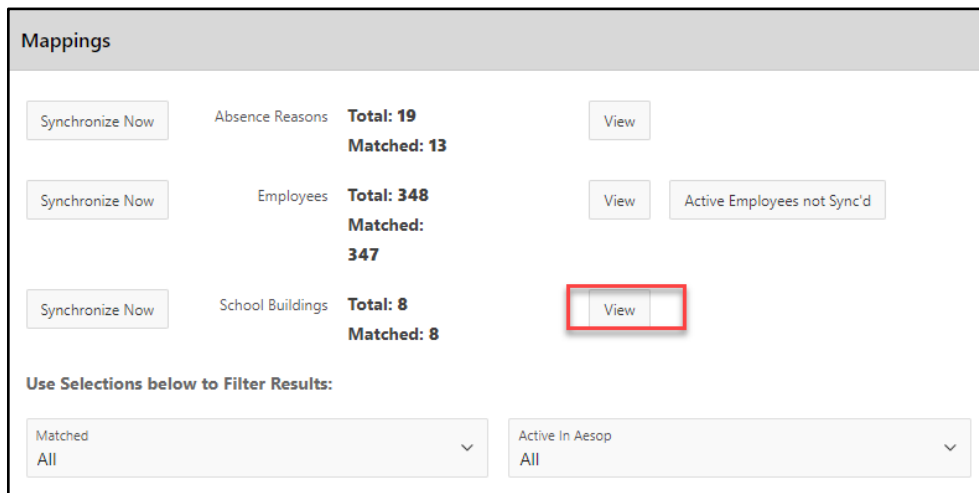 Mappings
Synchronize Now Absence Reasons Total: 19 View
Matched: 13
Synchronize Now Employees Total: 348 View Active Employees not Sync'd
Matched:
347
Synchronize Now School Buildings Total: 8 View
Matched: 8
Use Selections below to Filter Results:
Matched Active In Aesop
All All